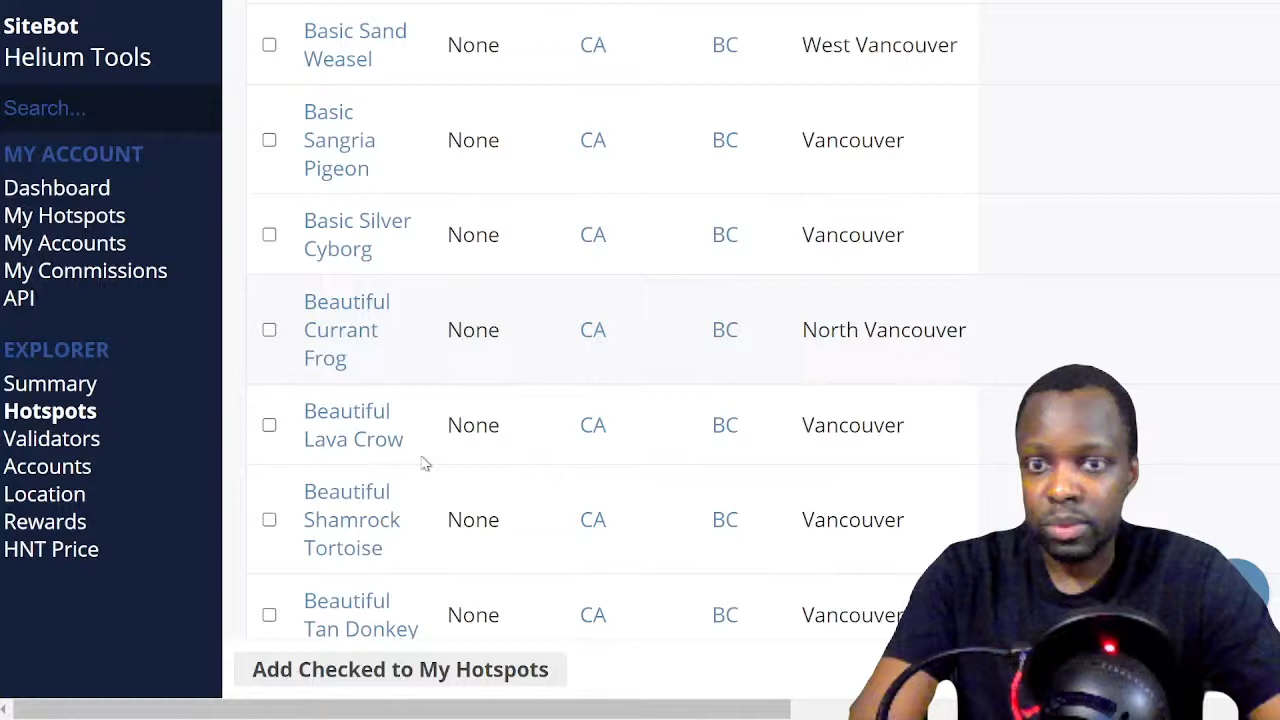 SiteBot
Helium Tools
Search...
MY ACCOUNT
Dashboard
My Hotspots
My Accounts
My Commissions
API
EXPLORER
Summary
Hotspots
Validators
Accounts
Location
Rewards
HNT Price
Basic Sand
Weasel
None
CA
BC
West Vancouver
Basic
Sangria
Pigeon
None
CA
BC
Vancouver
Basic Silver
Cyborg
None
CA
BC
Vancouver
Beautiful
Currant
Frog
None
CA
BC
North Vancouver
Beautiful
Lava Crow
None
CA
BC
Vancouver
Beautiful
Shamrock
Tortoise
None
CA
BC
Vancouver
Beautiful
Tan Donkey
None
CA
BC
Vancouver
Add Checked to My Hotspots